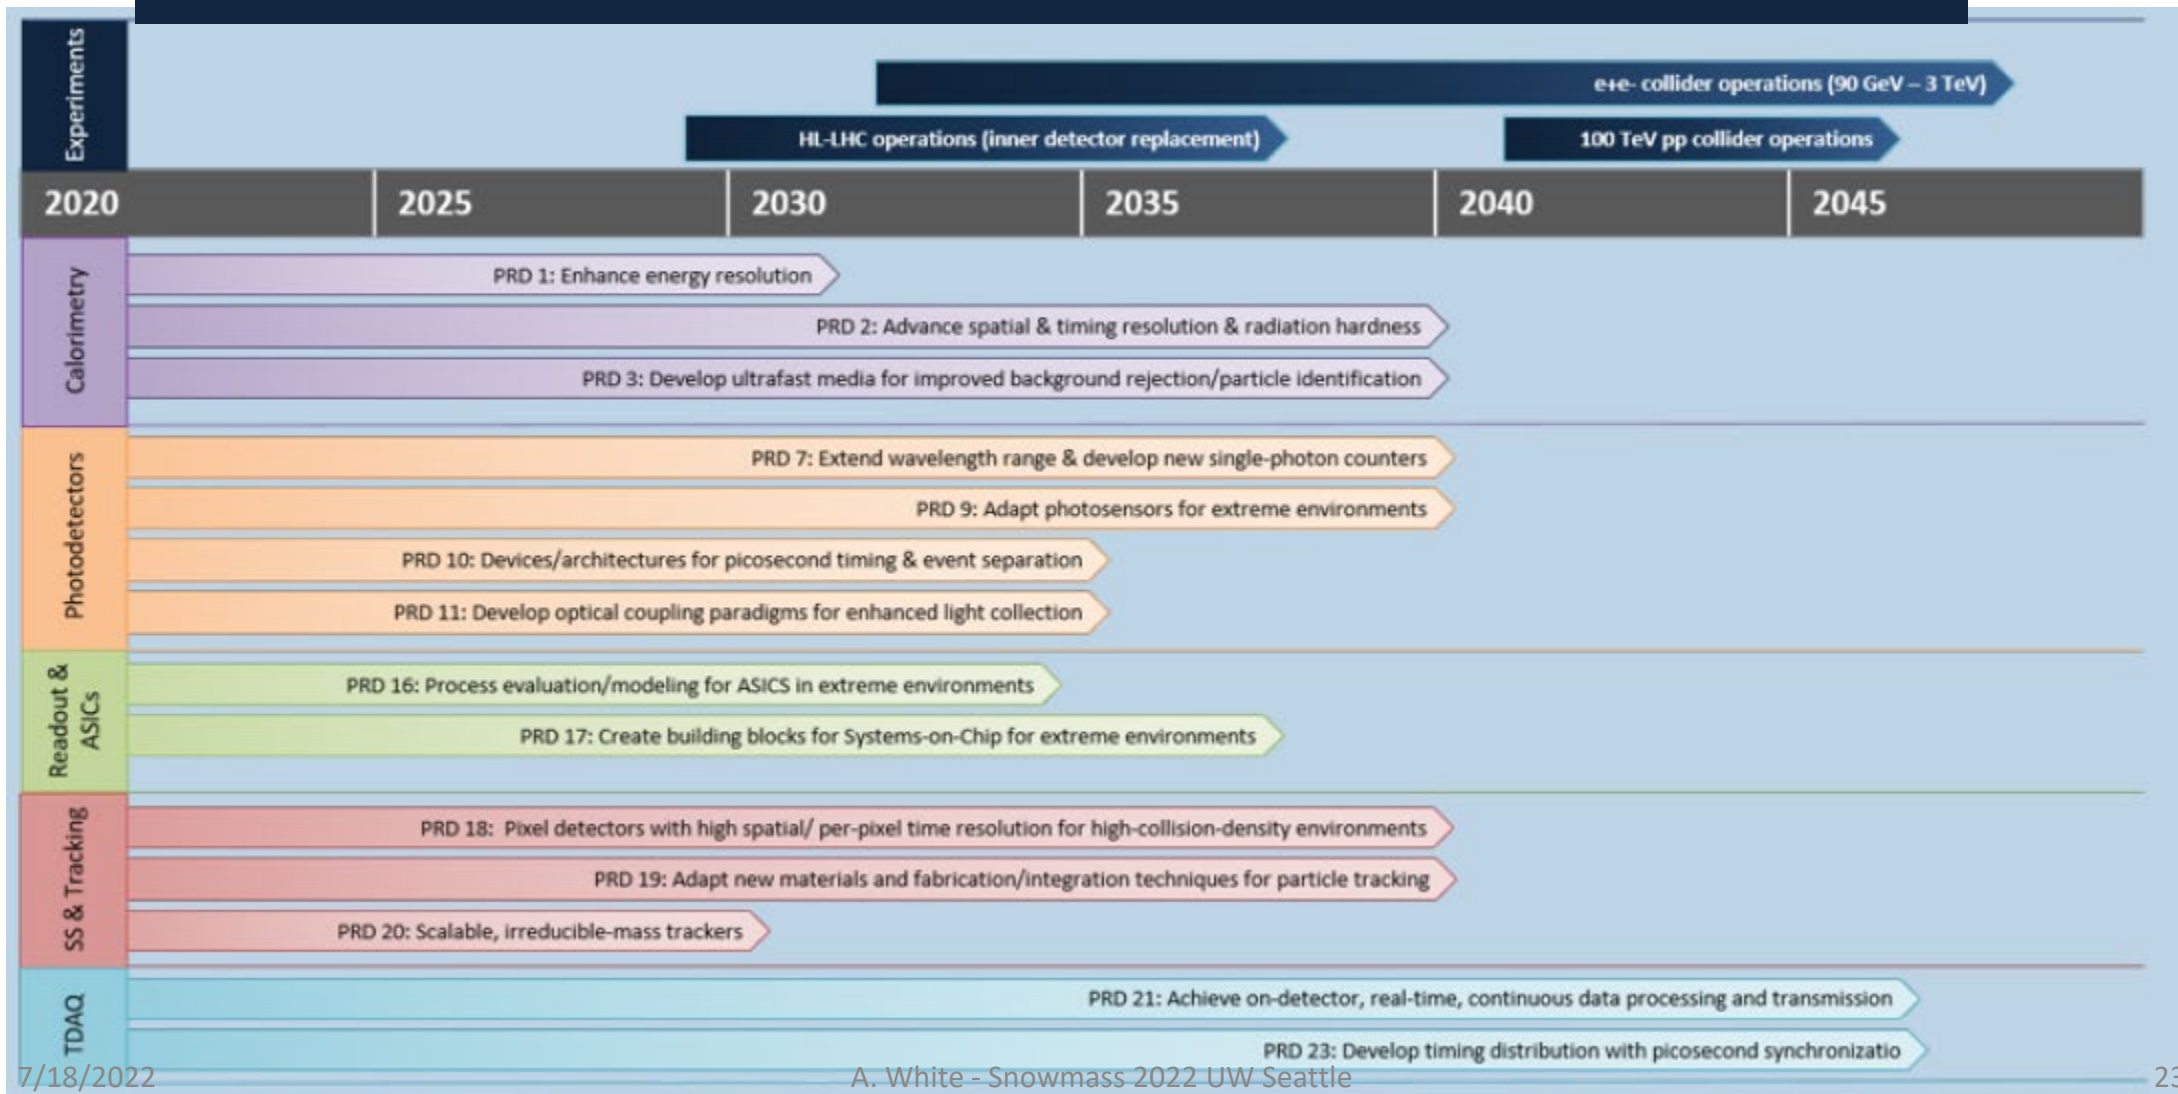 Experiments
e+e- collider operations (90 GeV – 3 TeV)
HL-LHC operations (inner detector replacement)
100 TeV pp collider operations
2020
2025
2030
2035
2040
2045
Calorimetry
PRD 1: Enhance energy resolution
PRD 2: Advance spatial & timing resolution & radiation hardness
PRD 3: Develop ultrafast media for improved background rejection/particle identification
Photodetectors
PRD 7: Extend wavelength range & develop new single-photon counters
PRD 9: Adapt photosensors for extreme environments
PRD 10: Devices/architectures for picosecond timing & event separation
PRD 11: Develop optical coupling paradigms for enhanced light collection
Readout &
ASICs
PRD 16: Process evaluation/modeling for ASICS in extreme environments
PRD 17: Create building blocks for Systems-on-Chip for extreme environments
SS & Tracking
PRD 18: Pixel detectors with high spatial/ per-pixel time resolution for high-collision-density environments
PRD 19: Adapt new materials and fabrication/integration techniques for particle tracking
PRD 20: Scalable, irreducible-mass trackers
TDAQ
PRD 21: Achieve on-detector, real-time, continuous data processing and transmission
PRD 23: Develop timing distribution with picosecond synchronizatio
7/18/2022
A. White - Snowmass 2022 UW Seattle
23